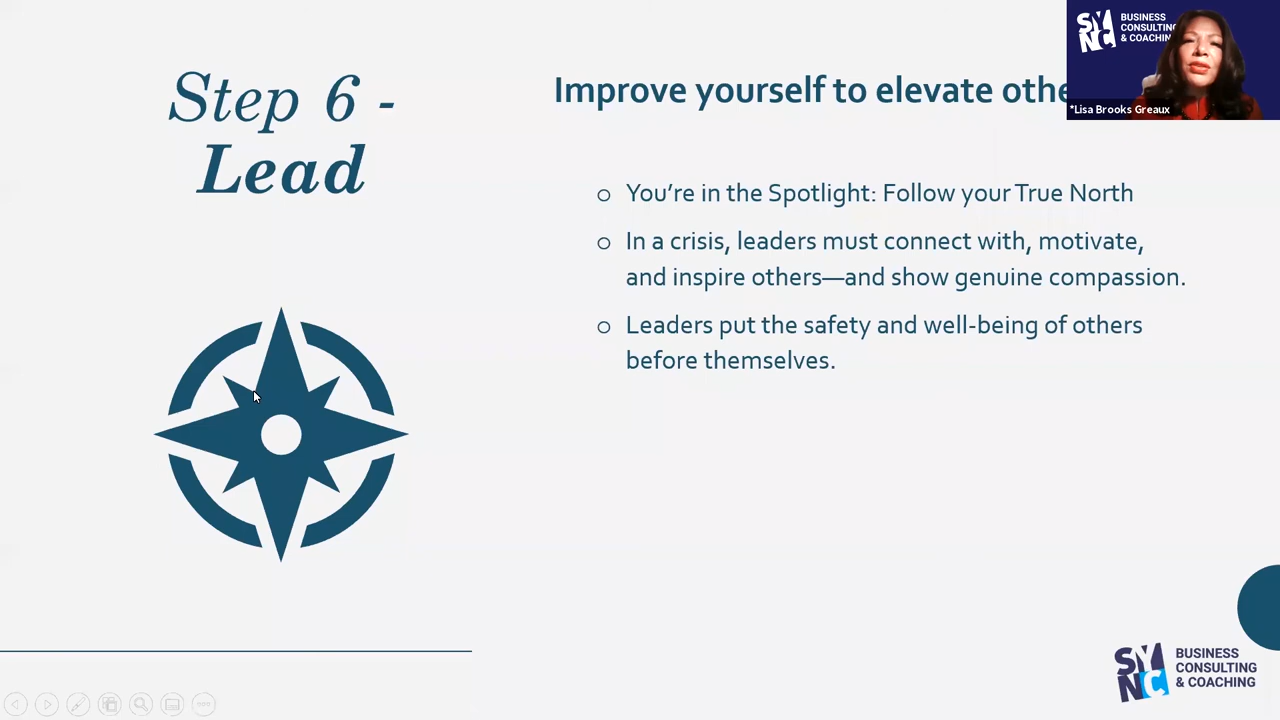 Step 6 -
Lead
Improve yourself to elevate othe
You're in the Spotlight: Follow your True North
In a crisis, leaders must connect with, motivate,
and inspire others—and show genuine compassion.
Leaders put the safety and well-being of others
before themselves.
SYNC
BUSINESS
CONSULTING
& COACHIN
*Lisa Brooks Greaux
SYNC
BUSINESS
CONSULTING
& COACHING